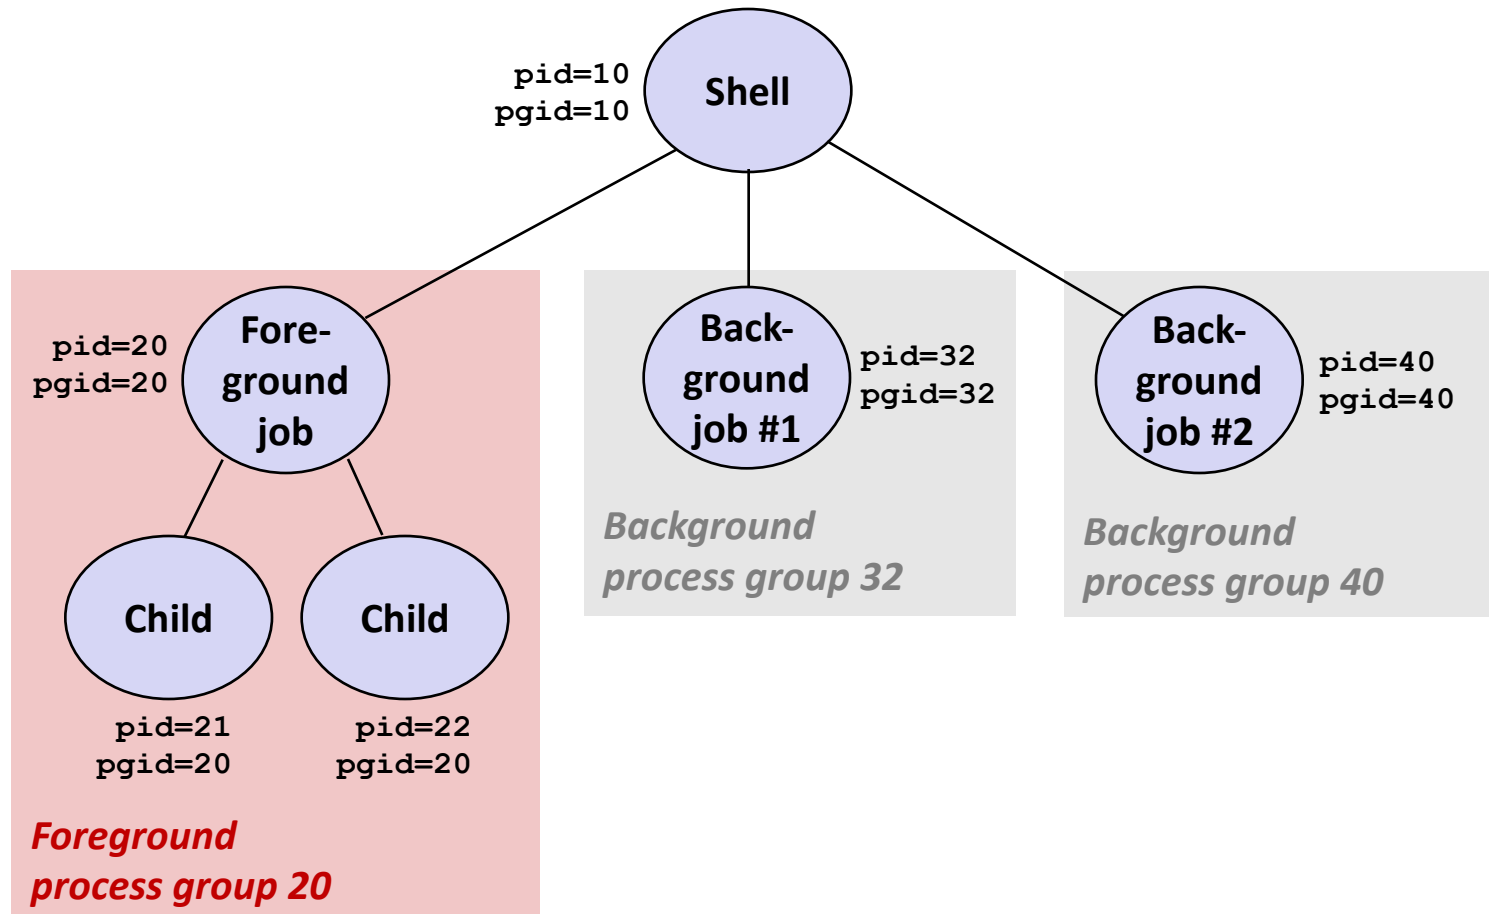 pid=10
pgid=10
Shell
pid=20
pgid=20
Fore-
ground
job
Back-
ground
job #1
pid=32
pgid=32
Back-
ground
job #2
pid=40
pgid=40
Background
process group 32
Background
process group 40
Child
Child
pid=21
pgid=20
pid=22
pgid=20
Foreground
process group 20